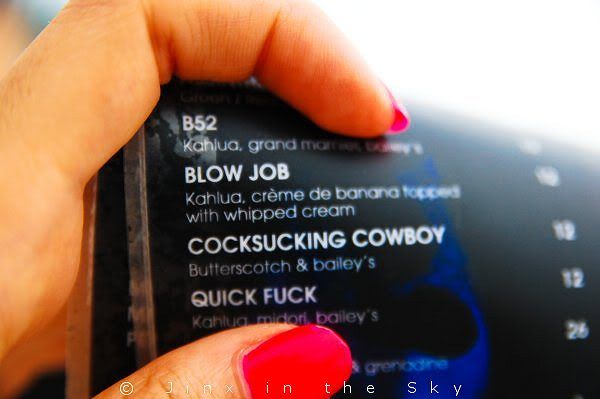 B52
Kahlua, grand marnier, bailey's
BLOW JOB
Kahlua, crème de banana topped
with whipped cream
COCKSUCKING COWBOY
Butterscotch & bailey's
12
QUICK FUCK
12
Kahlua, midori, bailey's
26
& grenadine
© Jinx in the Sky